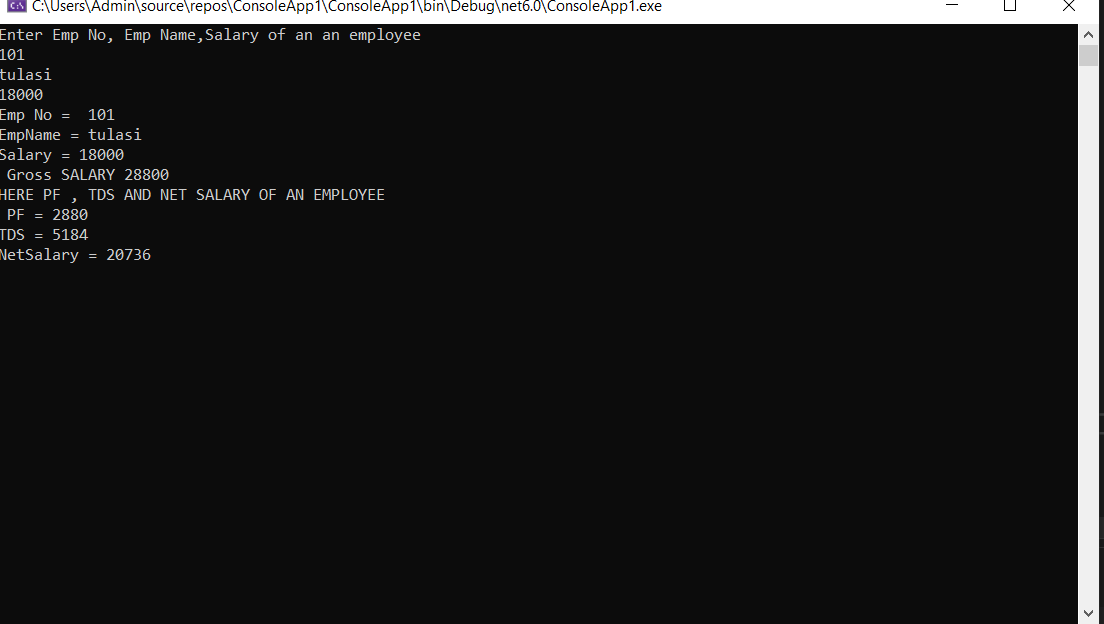 C:\Users\Admin\source\repos\ConsoleApp1\ConsoleApp1\bin\Debug\net6.0\ConsoleApp1.exe
Enter Emp No, Emp Name,Salary of an an employee
101
tulasi
18000
Emp No =  101
EmpName = tulasi
Salary = 18000
 Gross SALARY 28800
HERE PF , TDS AND NET SALARY OF AN EMPLOYEE
 PF = 2880
TDS = 5184
NetSalary = 20736